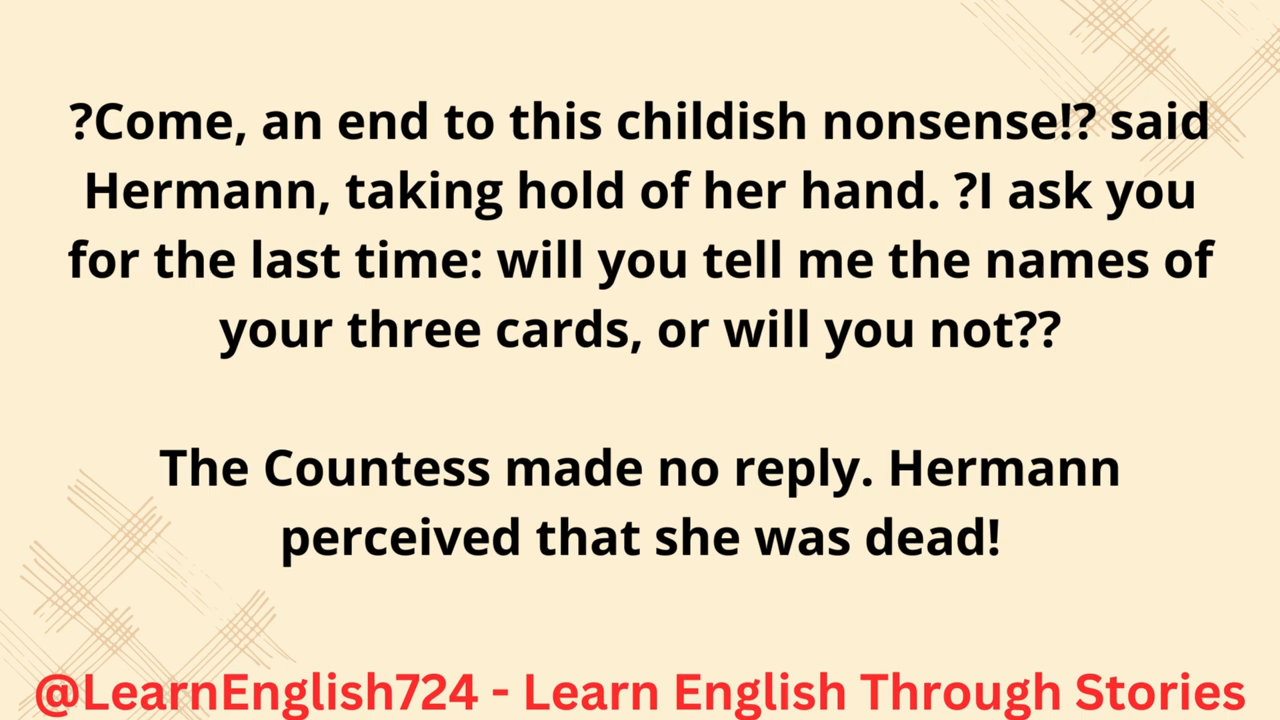 ?Come, an end to this childish nonsense!? said
Hermann, taking hold of her hand. ?I ask you
for the last time: will you tell me the names of
your three cards, or will you not??
The Countess made no reply. Hermann
perceived that she was dead!
@LearnEnglish724 - Learn English Through Stories